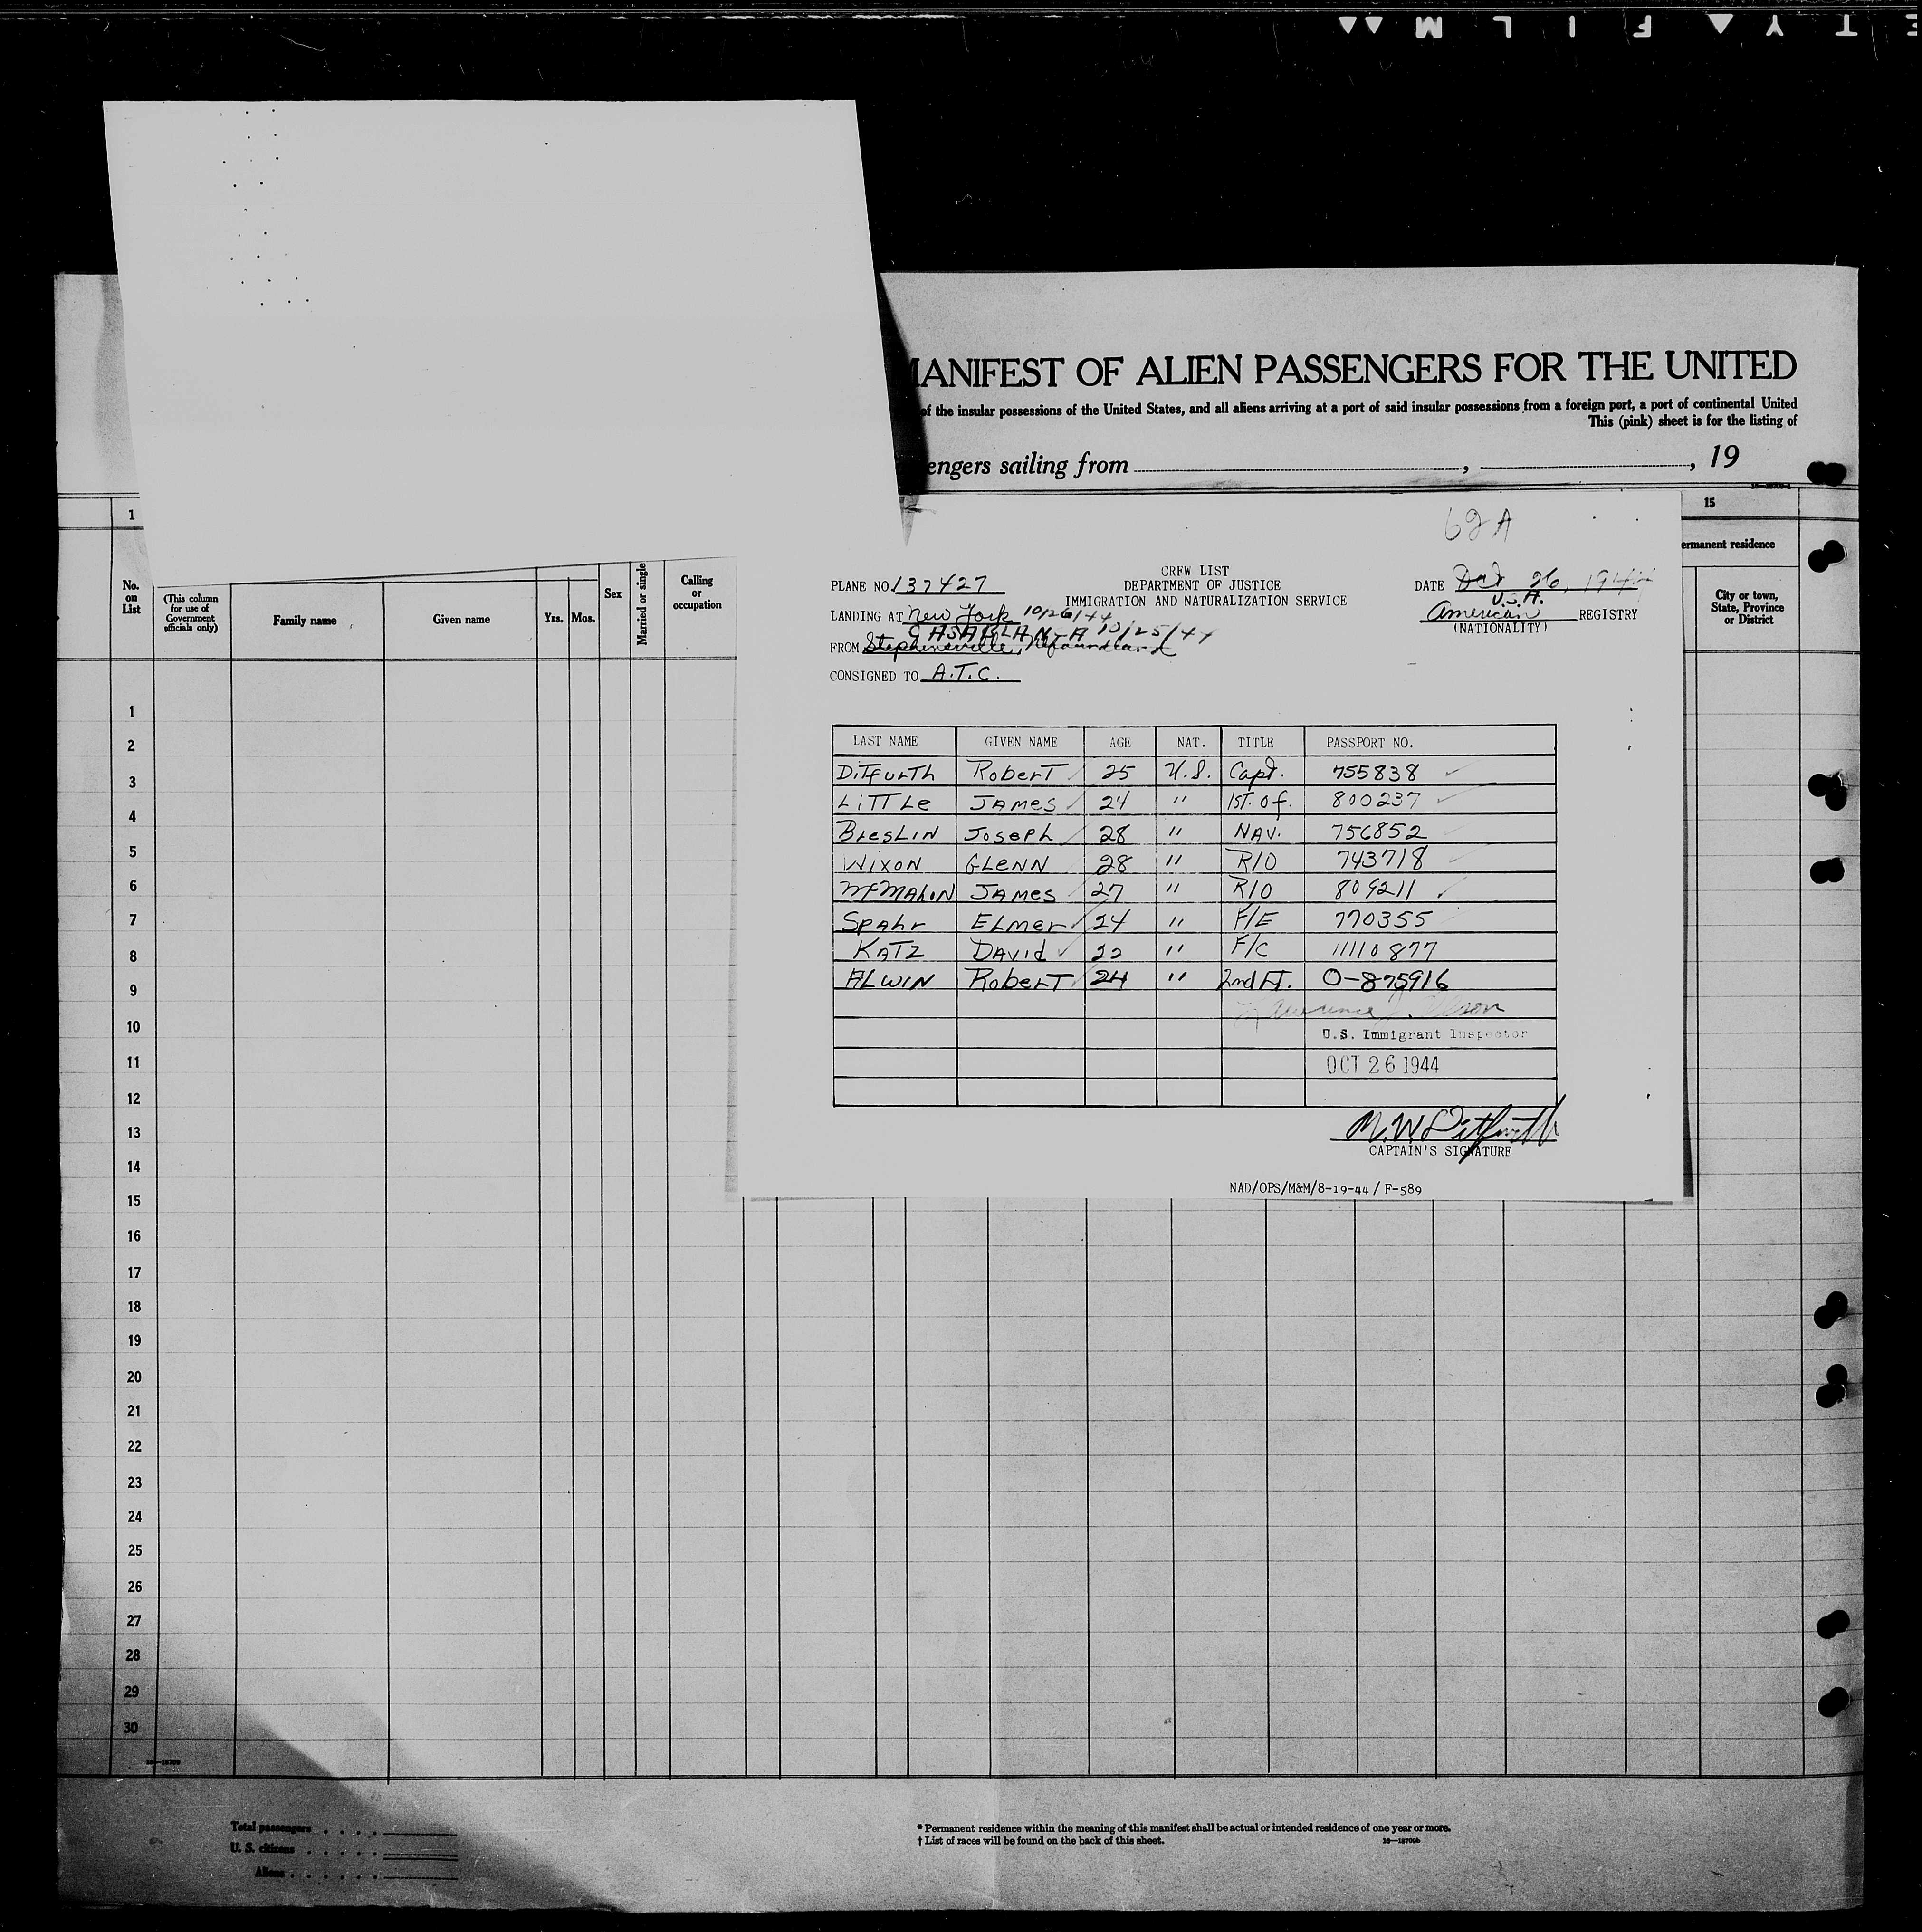 E T Y ▲ F I L M ▲▲
MANIFEST OF ALIEN PASSENGERS FOR THE UNITED
of the insular possessions of the United States, and all aliens arriving at a port of said insular possessions from a foreign port, a port of continental United
This (pink) sheet is for the listing of
engers sailing from , , 19
1 15
ermanent residence
No. on List
(This column for use of Government officials only)
Family name
Given name
Yrs. Mos.
Sex
Married or single
Calling or occupation
City or town, State, Province or District
62 A
CREW LIST
PLANE NO. 137427 DEPARTMENT OF JUSTICE DATE Oct 26, 1944
IMMIGRATION AND NATURALIZATION SERVICE U.S.A.
LANDING AT New York 10/26/44 American REGISTRY
CASABLANCA 10/25/44 (NATIONALITY)
FROM Stephensville, Nfoundland
CONSIGNED TO A.T.C.
LAST NAME GIVEN NAME AGE NAT. TITLE PASSPORT NO.
DiTfurth Robert 25 U.S. Capt. 755838
LiTTLe JAMes 24 " 1ST. of. 800237
BresLIN JosepL 28 " NAV. 756852
WIXON GLENN 28 " R/O 743718
McMAhoN JAMES 27 " R/O 809211
SPAhr ELmer 24 " F/E 770355
KATZ DAVId 22 " F/C 11110877
ALWIN RoberT 24 " 2nd Lt. O-875916
U.S. Immigrant Inspector
OCT 26 1944
CAPTAIN'S SIGNATURE
NAD/OPS/M&M/8-19-44 / F-589
1
2
3
4
5
6
7
8
9
10
11
12
13
14
15
16
17
18
19
20
21
22
23
24
25
26
27
28
29
30
Total passengers . . . .
U. S. citizens . . . . .
Aliens . . . . . .
* Permanent residence within the meaning of this manifest shall be actual or intended residence of one year or more.
† List of races will be found on the back of this sheet.